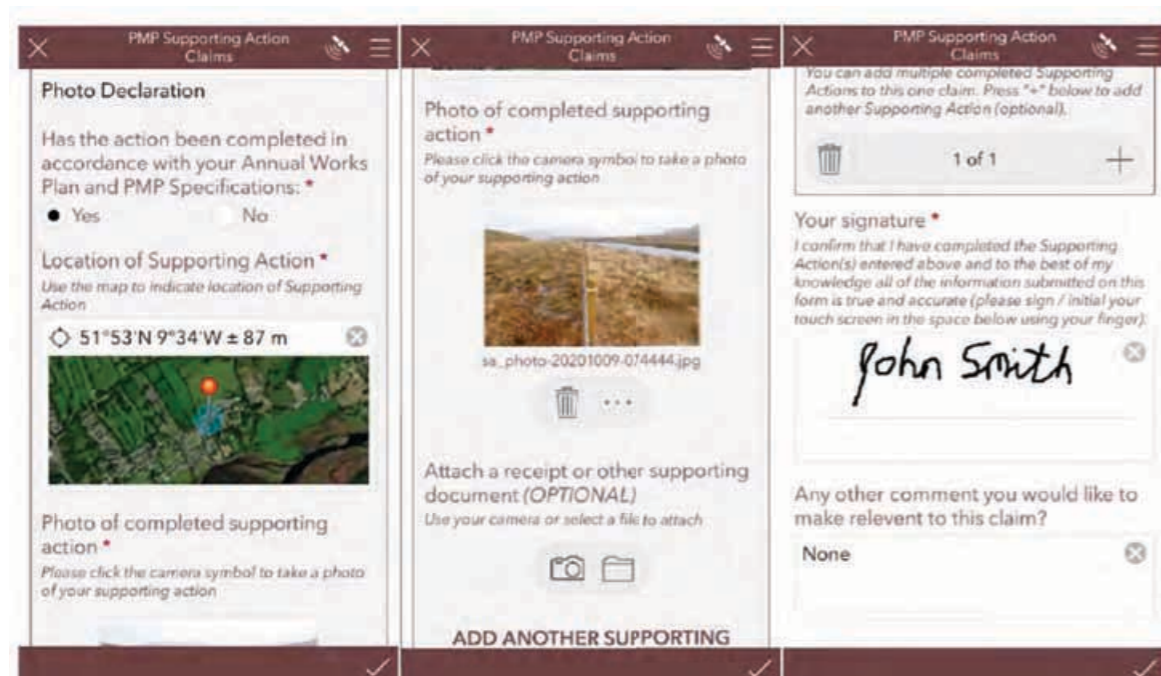 PMP Supporting Action
Claims
Photo Declaration
Has the action been completed in
accordance with your Annual Works
Plan and PMP Specifications: *
Yes No
Location of Supporting Action *
Use the map to indicate location of Supporting
Action
51°53'N 9°34'W ± 87 m
Photo of completed supporting
action *
Please click the camera symbol to take a photo
of your supporting action
PMP Supporting Action
Claims
Photo of completed supporting
action *
Please click the camera symbol to take a photo
of your supporting action
sa_photo-20201009-074444.jpg
Attach a receipt or other supporting
document (OPTIONAL)
Use your camera or select a file to attach
ADD ANOTHER SUPPORTING
PMP Supporting Action
Claims
You can add multiple completed Supporting
Actions to this one claim. Press "+" below to add
another Supporting Action (optional).
1 of 1
Your signature *
I confirm that I have completed the Supporting
Action(s) entered above and to the best of my
knowledge all of the information submitted on this
form is true and accurate (please sign / initial your
touch screen in the space below using your finger).
John Smith
Any other comment you would like to
make relevent to this claim?
None